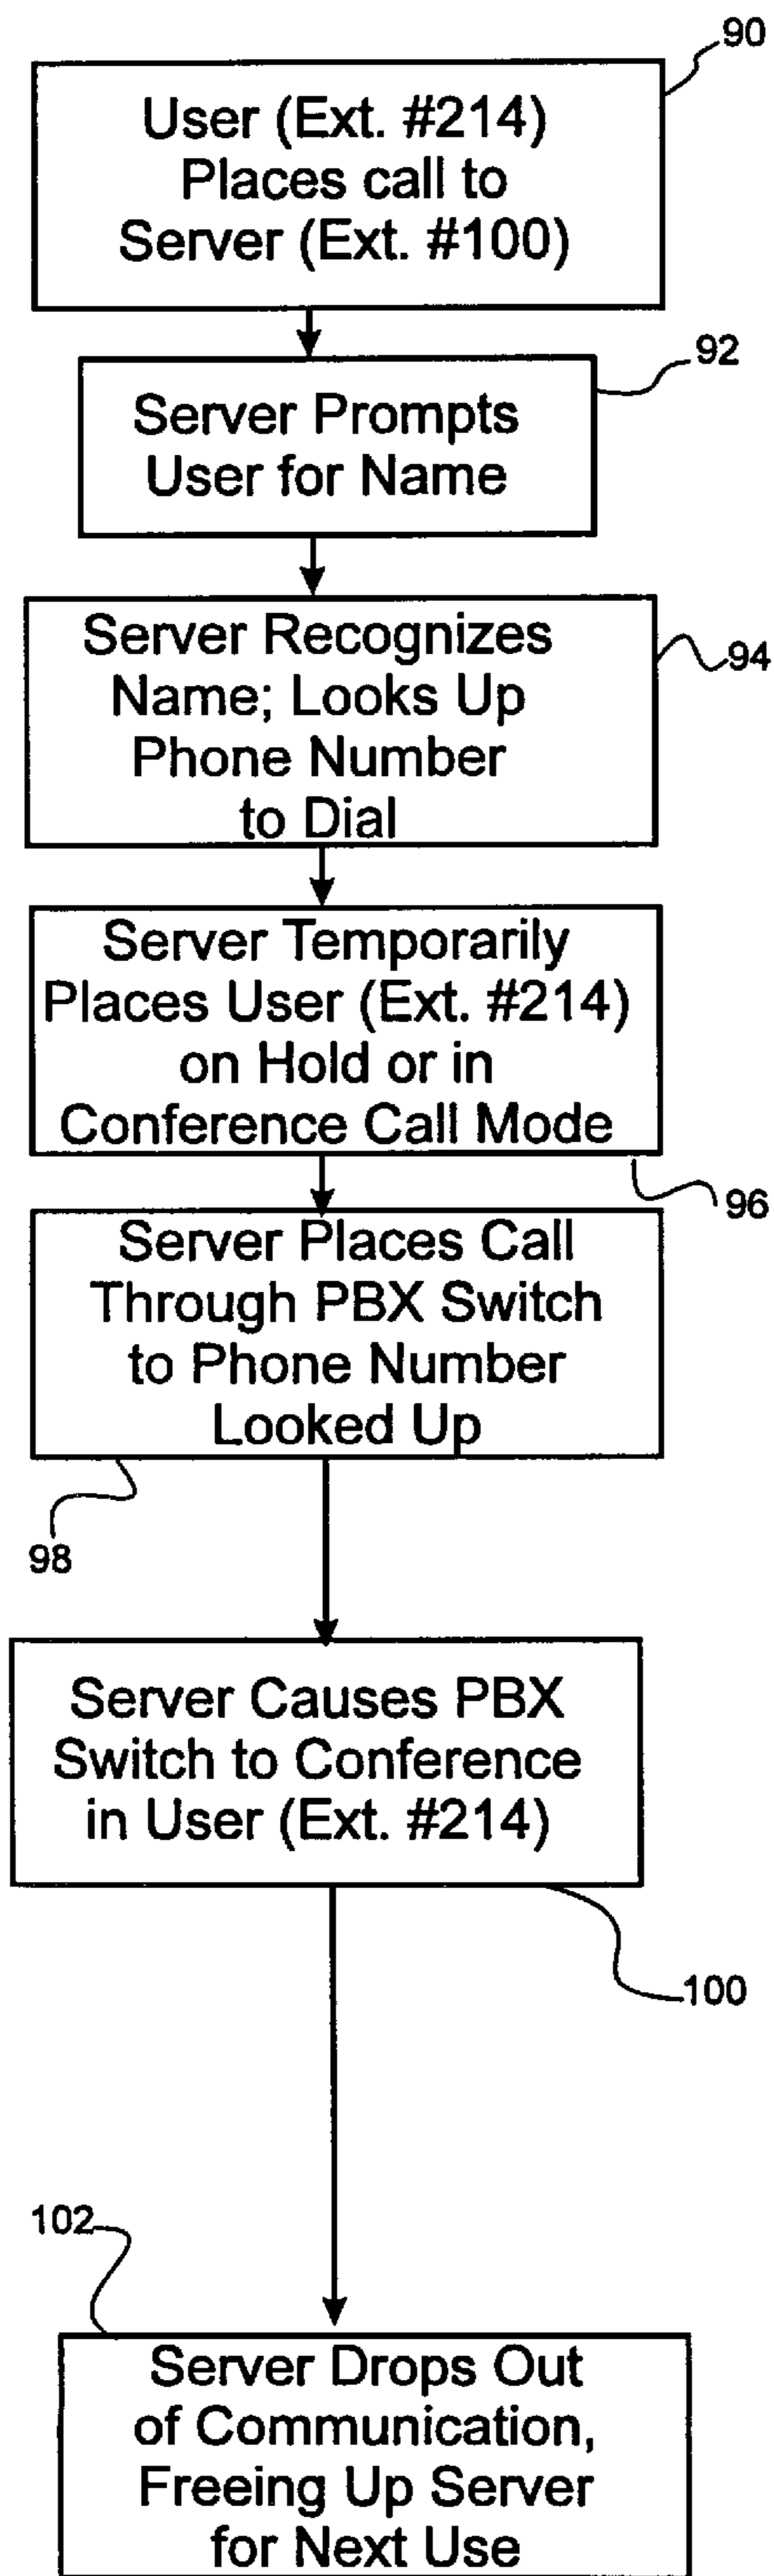 90
User (Ext. #214)
Places call to
Server (Ext. #100)
92
Server Prompts
User for Name
Server Recognizes
Name; Looks Up
Phone Number
to Dial
94
Server Temporarily
Places User (Ext. #214)
on Hold or in
Conference Call Mode
96
Server Places Call
Through PBX Switch
to Phone Number
Looked Up
98
Server Causes PBX
Switch to Conference
in User (Ext. #214)
100
102
Server Drops Out
of Communication,
Freeing Up Server
for Next Use